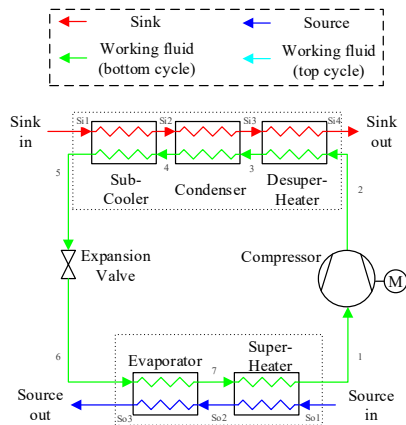 Sink
Source
Working fluid
(bottom cycle)
Working fluid
(top cycle)
Sink
in
Si1
Si2
Si3
Si4
Sink
out
5
4
3
2
Sub-
Cooler
Condenser
Desuper-
Heater
Expansion
Valve
Compressor
M
6
Evaporator
7
Super-
Heater
1
Source
out
So3
So2
So1
Source
in